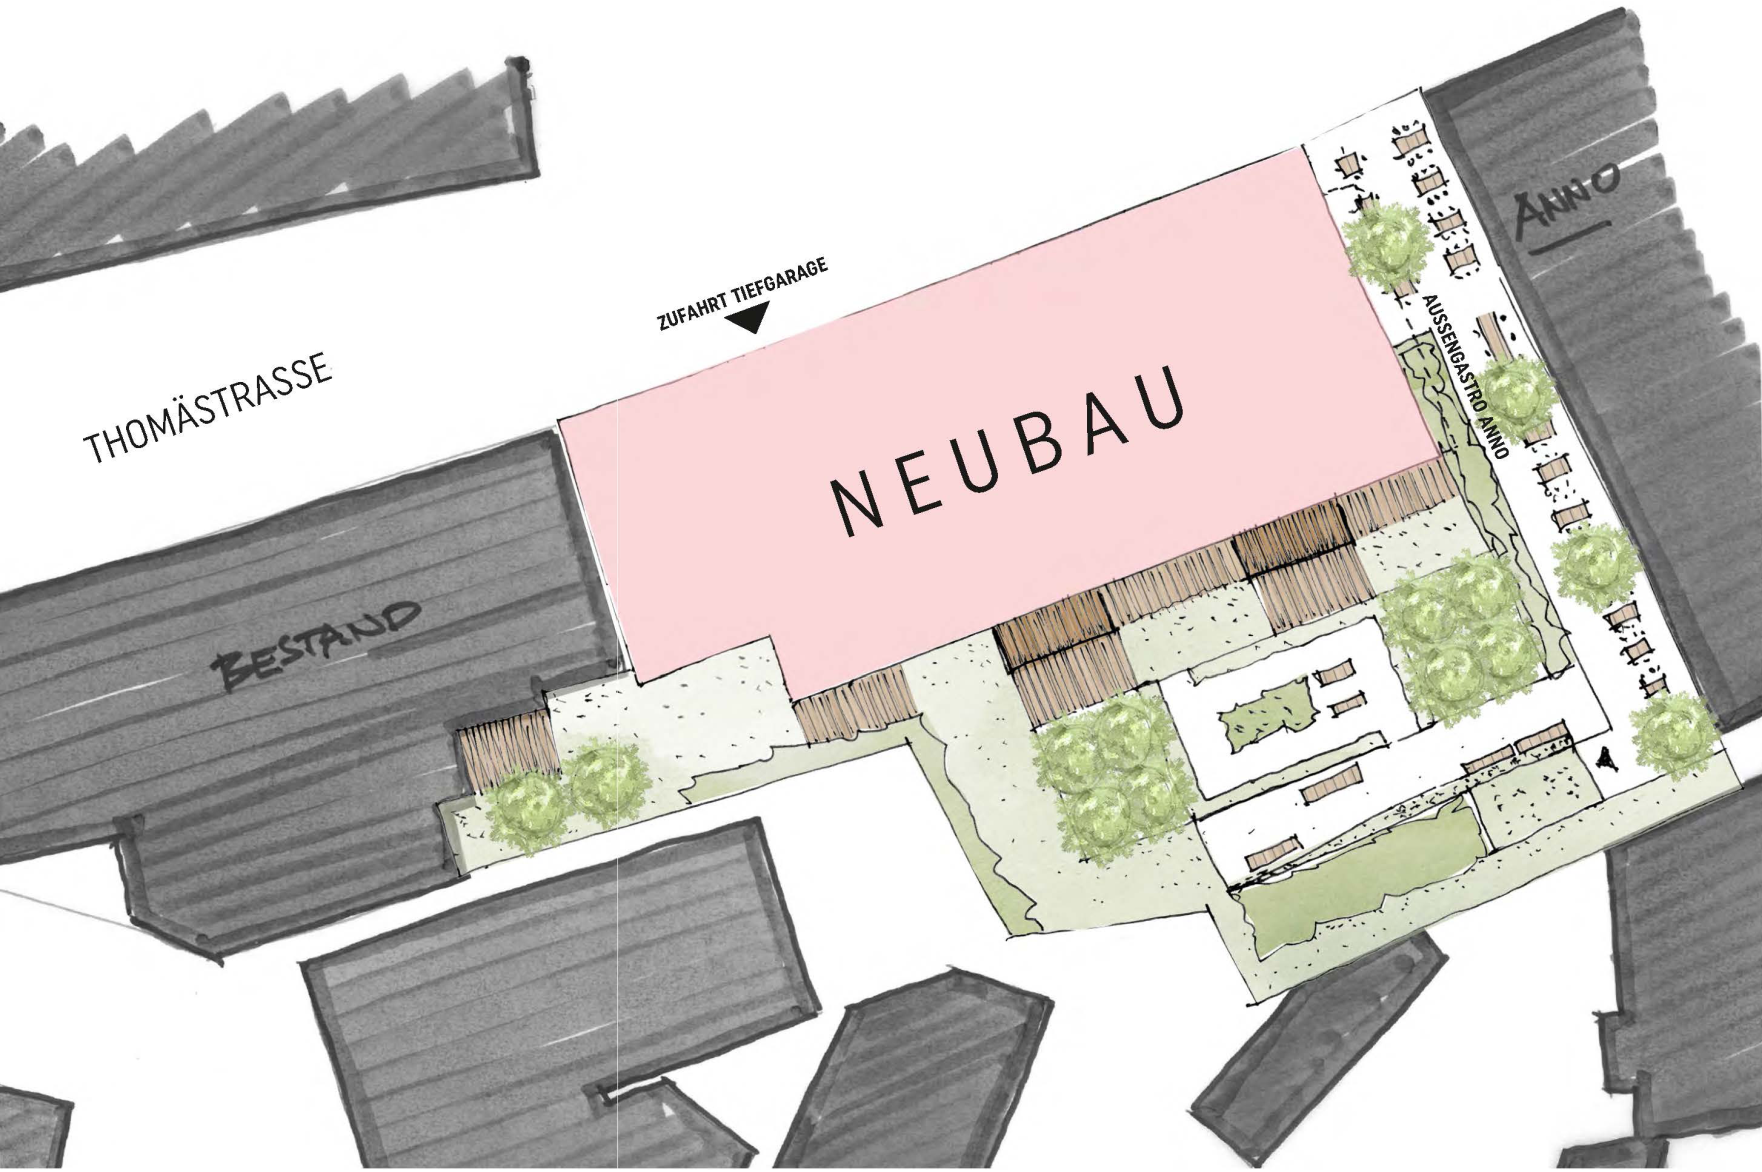 ANNO
ZUFAHRT TIEFGARAGE
THOMÄSTRASSE
NEUBAU
AUSSENGASTRO ANNO
BESTAND